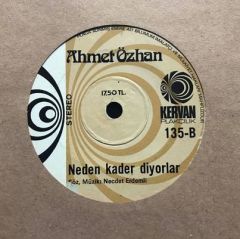 Ahmet Özhan
17.50 TL.
STEREO
KERVAN
PLAKÇILIK
135-B
Neden kader diyorlar
Söz, Müzik: Necdet Erdemli